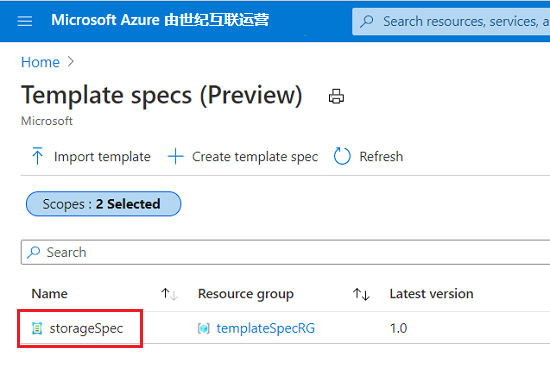 Microsoft Azure 由世纪互联运营
Search resources, services, a
Home
Template specs (Preview)
Microsoft
Import template
Create template spec
Refresh
Scopes : 2 Selected
Search
Name Resource group Latest version
storageSpec templateSpecRG 1.0